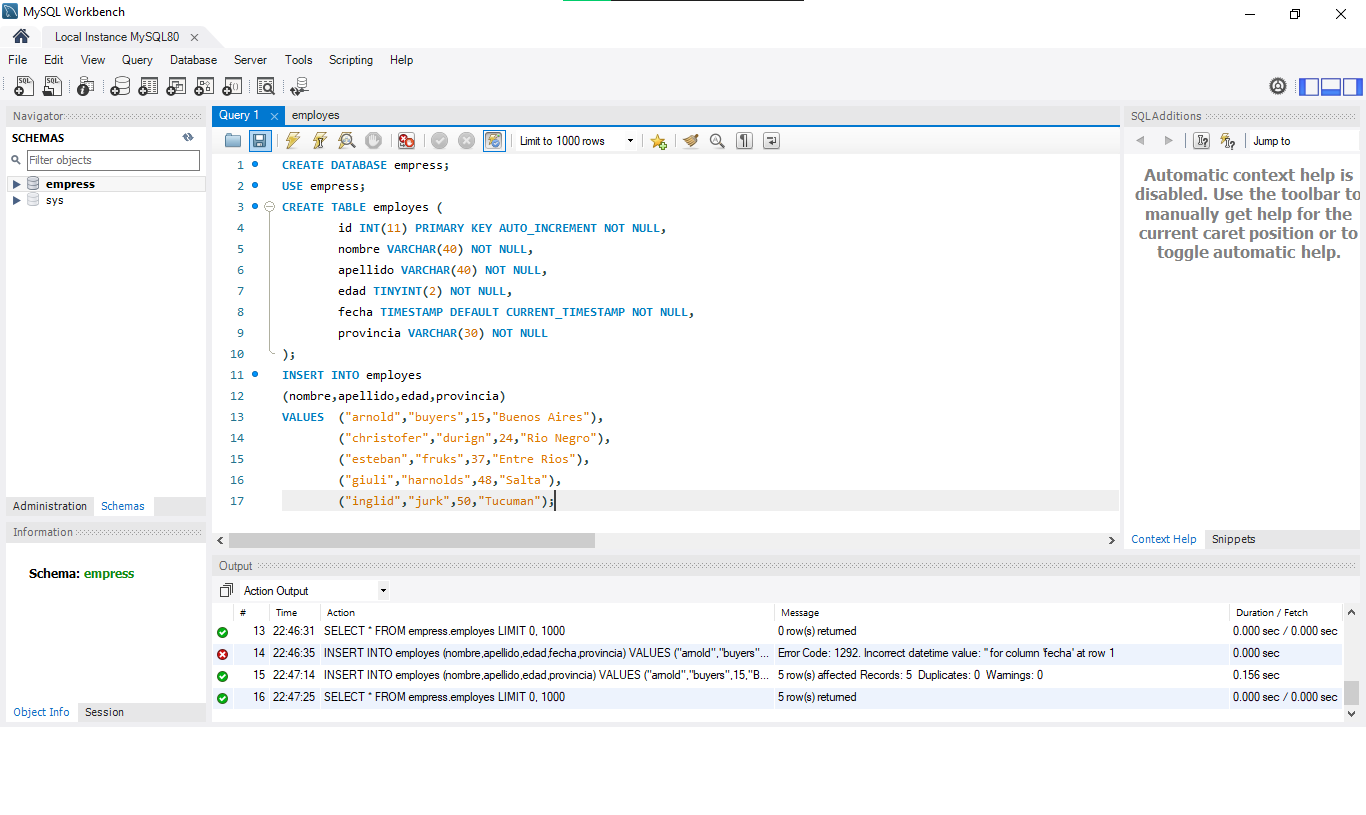 MySQL Workbench
Local Instance MySQL80
File Edit View Query Database Server Tools Scripting Help
Navigator
SCHEMAS
Filter objects
empress
sys
Administration Schemas
Information
Schema: empress
Object Info Session
Query 1 employes
Limit to 1000 rows
1 CREATE DATABASE empress;
2 USE empress;
3 CREATE TABLE employes (
4 id INT(11) PRIMARY KEY AUTO_INCREMENT NOT NULL,
5 nombre VARCHAR(40) NOT NULL,
6 apellido VARCHAR(40) NOT NULL,
7 edad TINYINT(2) NOT NULL,
8 fecha TIMESTAMP DEFAULT CURRENT_TIMESTAMP NOT NULL,
9 provincia VARCHAR(30) NOT NULL
10 );
11 INSERT INTO employes
12 (nombre,apellido,edad,provincia)
13 VALUES ("arnold","buyers",15,"Buenos Aires"),
14 ("christofer","durign",24,"Rio Negro"),
15 ("esteban","fruks",37,"Entre Rios"),
16 ("giuli","harnolds",48,"Salta"),
17 ("inglid","jurk",50,"Tucuman");
SQLAdditions
Jump to
Automatic context help is
disabled. Use the toolbar to
manually get help for the
current caret position or to
toggle automatic help.
Context Help Snippets
Output
Action Output
# Time Action Message Duration / Fetch
13 22:46:31 SELECT * FROM empress.employes LIMIT 0, 1000 0 row(s) returned 0.000 sec / 0.000 sec
14 22:46:35 INSERT INTO employes (nombre,apellido,edad,fecha,provincia) VALUES ("arnold","buyers"... Error Code: 1292. Incorrect datetime value: '' for column 'fecha' at row 1 0.000 sec
15 22:47:14 INSERT INTO employes (nombre,apellido,edad,provincia) VALUES ("arnold","buyers",15,"B... 5 row(s) affected Records: 5 Duplicates: 0 Warnings: 0 0.156 sec
16 22:47:25 SELECT * FROM empress.employes LIMIT 0, 1000 5 row(s) returned 0.000 sec / 0.000 sec